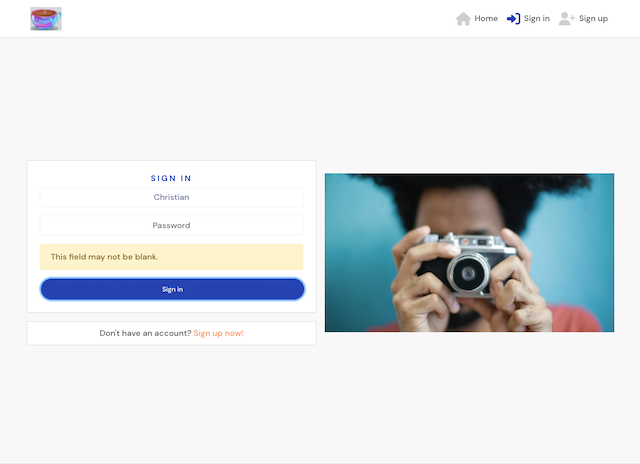 Home
Sign in
Sign up
SIGN IN
Christian
Password
This field may not be blank.
Sign in
Don't have an account? Sign up now!